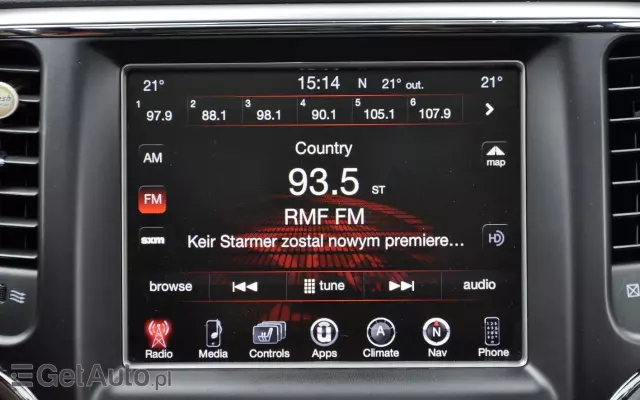 21° 15:14 N 21° out. 21°
1 97.9 2 88.1 3 98.1 4 90.1 5 105.1 6 107.9
AM
Country
map
FM
93.5 ST
RMF FM
sxm
HD
Keir Starmer zostal nowym premiere...
browse tune audio
Radio Media Controls Apps Climate Nav Phone
A N
GetAuto.pl